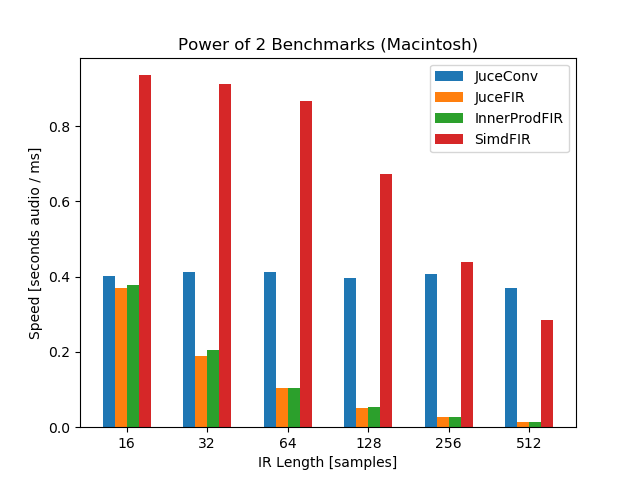 Power of 2 Benchmarks (Macintosh)
JuceConv
JuceFIR
InnerProdFIR
SimdFIR
Speed [seconds audio / ms]
0.8
0.6
0.4
0.2
0.0
16 32 64 128 256 512
IR Length [samples]